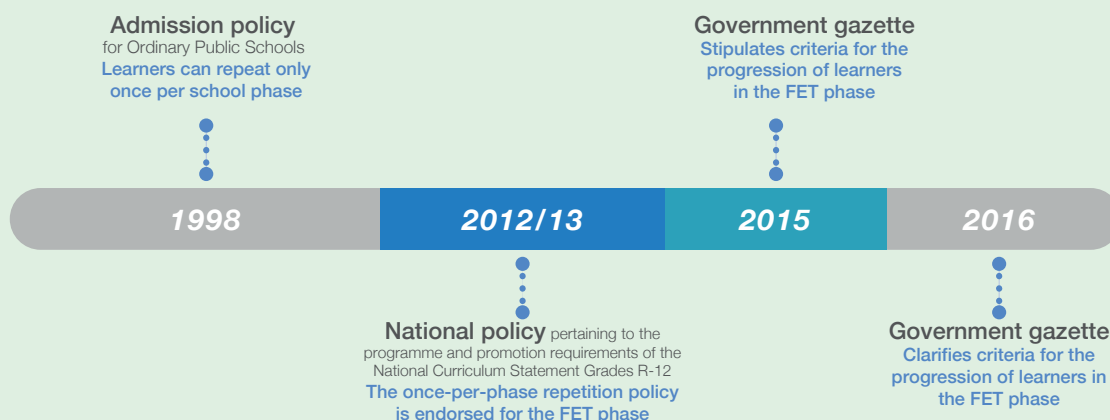 Admission policy
for Ordinary Public Schools
Learners can repeat only
once per school phase
Government gazette
Stipulates criteria for the
progression of learners
in the FET phase
1998
2012/13
2015
2016
National policy pertaining to the
programme and promotion requirements of the
National Curriculum Statement Grades R-12
The once-per-phase repetition policy
is endorsed for the FET phase
Government gazette
Clarifies criteria for the
progression of learners in
the FET phase